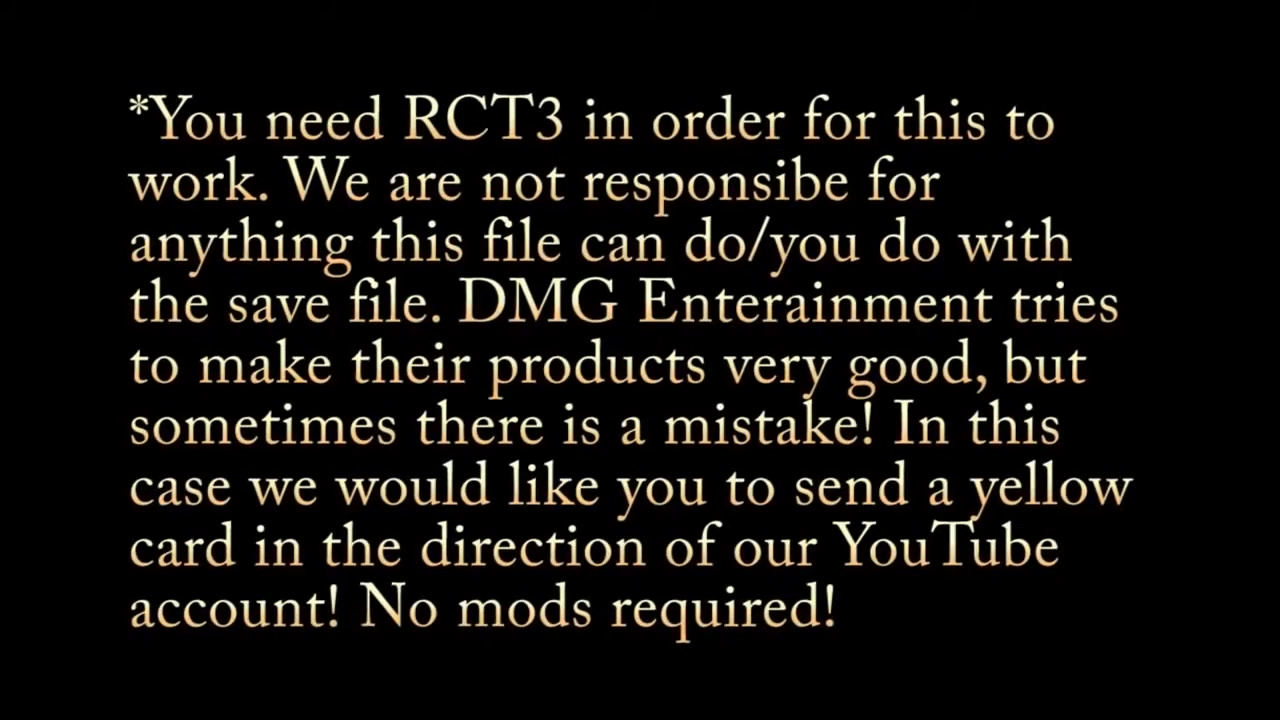 *You need RCT3 in order for this to
work. We are not responsibe for
anything this file can do/you do with
the save file. DMG Enterainment tries
to make their products very good, but
sometimes there is a mistake! In this
case we would like you to send a yellow
card in the direction of our YouTube
account! No mods required!